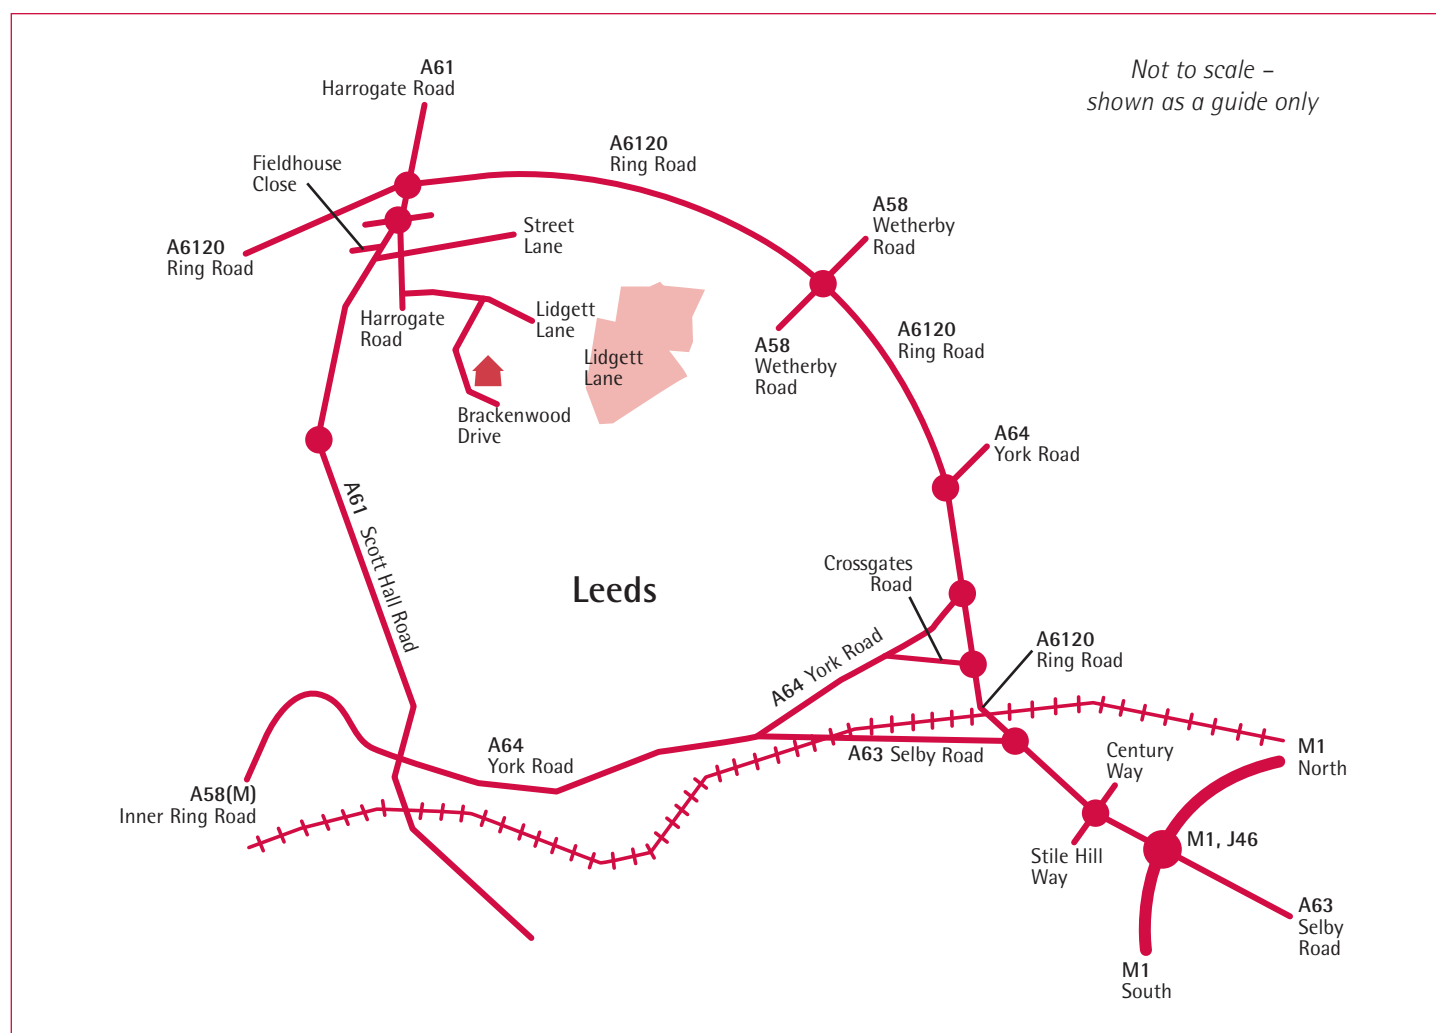 Not to scale –
shown as a guide only
A61
Harrogate Road
A6120
Ring Road
Fieldhouse
Close
A58
Wetherby
Road
Street
Lane
A6120
Ring Road
Harrogate
Road
Lidgett
Lane
A6120
Ring Road
A58
Wetherby
Road
Lidgett
Lane
Brackenwood
Drive
A64
York Road
A61 Scott Hall Road
Leeds
Crossgates
Road
A64 York Road
A6120
Ring Road
A64
York Road
A63 Selby Road
Century
Way
M1
North
A58(M)
Inner Ring Road
M1, J46
Stile Hill
Way
A63
Selby
Road
M1
South